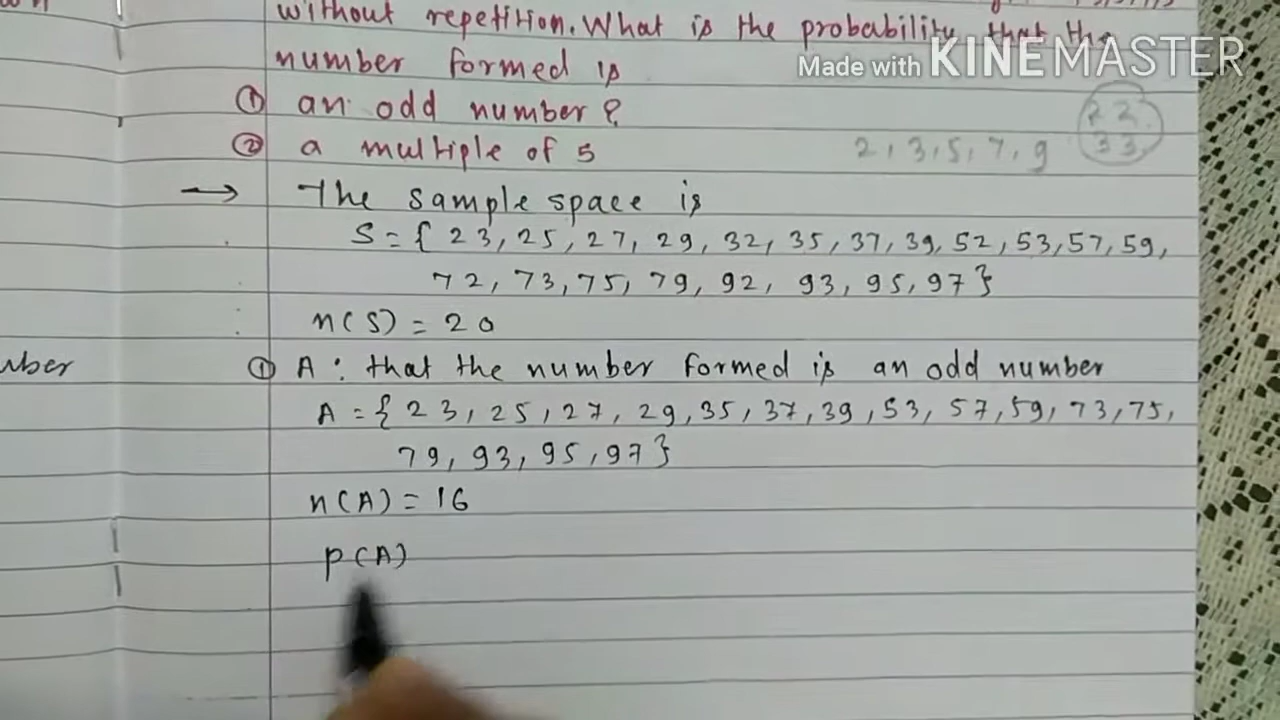 without repetition. What is the probability that the
number formed is
Made with KINEMASTER
① an odd number?
② a multiple of 5
2, 3, 5, 7, 9
22
33
→ The sample space is
S = { 23, 25, 27, 29, 32, 35, 37, 39, 52, 53, 57, 59,
72, 73, 75, 79, 92, 93, 95, 97 }
n(S) = 20
umber
① A : that the number formed is an odd number
A = { 23, 25, 27, 29, 35, 37, 39, 53, 57, 59, 73, 75,
79, 93, 95, 97 }
n(A) = 16
P(A)